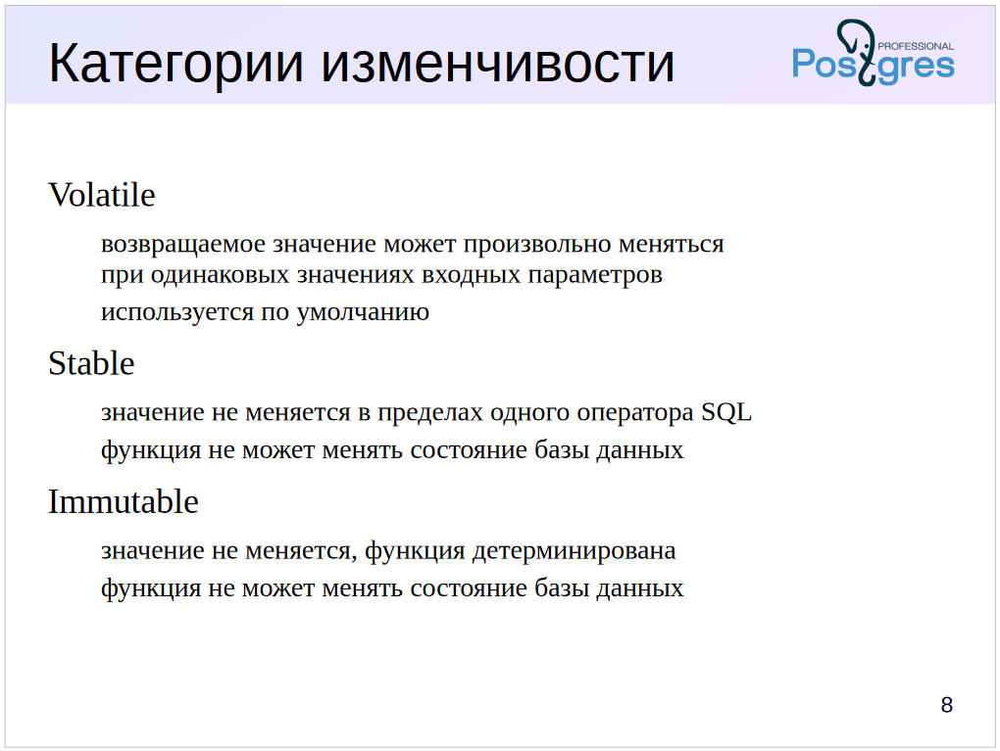 Категории изменчивости
PROFESSIONAL
Postgres
Volatile
возвращаемое значение может произвольно меняться
при одинаковых значениях входных параметров
используется по умолчанию
Stable
значение не меняется в пределах одного оператора SQL
функция не может менять состояние базы данных
Immutable
значение не меняется, функция детерминирована
функция не может менять состояние базы данных
8